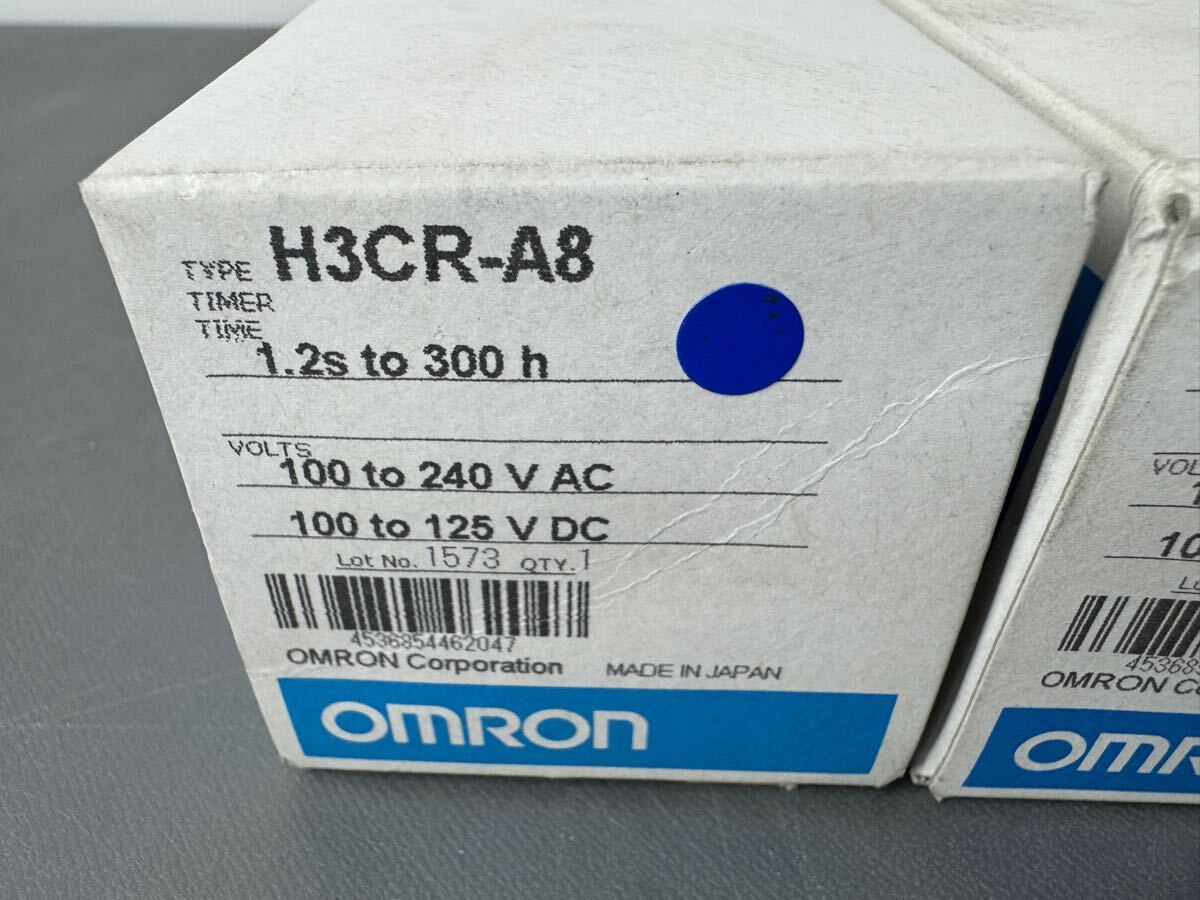 TYPE H3CR-A8
TIMER
TIME
1.2s to 300 h
VOLTS
100 to 240 V AC
100 to 125 V DC
Lot No. 1573 QTY. 1
4536854462047
OMRON Corporation MADE IN JAPAN
OMRON